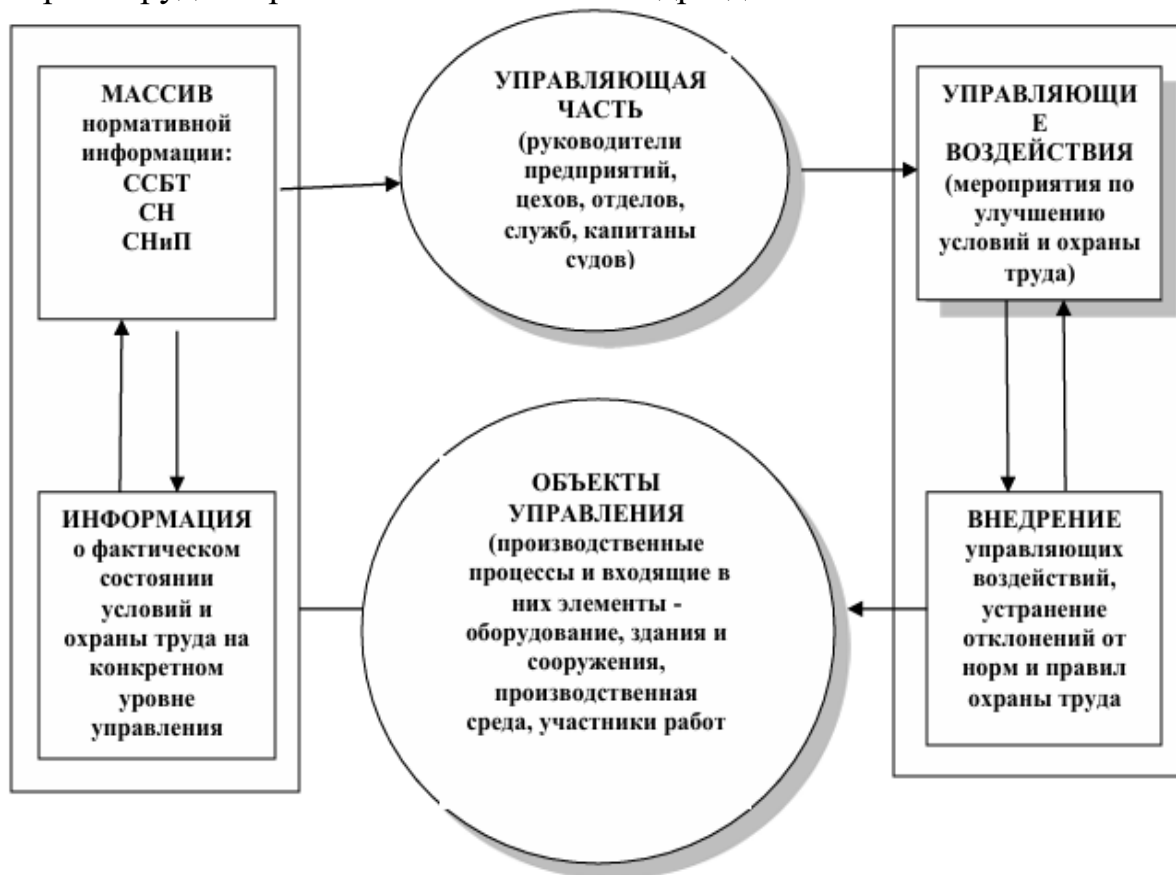 МАССИВ
нормативной
информации:
ССБТ
СН
СНиП
УПРАВЛЯЮЩАЯ
ЧАСТЬ
(руководители
предприятий,
цехов, отделов,
служб, капитаны
судов)
УПРАВЛЯЮЩИ
Е
ВОЗДЕЙСТВИЯ
(мероприятия по
улучшению
условий и охраны
труда)
ИНФОРМАЦИЯ
о фактическом
состоянии
условий и
охраны труда на
конкретном
уровне
управления
ОБЪЕКТЫ
УПРАВЛЕНИЯ
(производственные
процессы и входящие в
них элементы -
оборудование, здания и
сооружения,
производственная
среда, участники работ
ВНЕДРЕНИЕ
управляющих
воздействий,
устранение
отклонений от
норм и правил
охраны труда